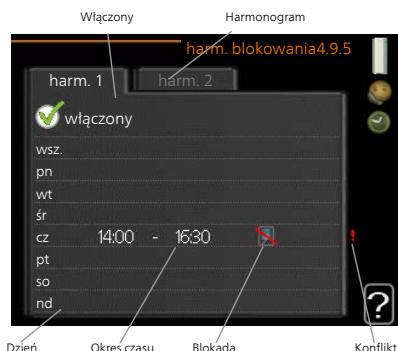 Włączony Harmonogram
harm. blokowania4.9.5
harm. 1 harm. 2
włączony
wsz.
pn
wt
śr
cz 14:00 - 16:30 !
pt
so
nd
?
Dzień Okres czasu Blokada Konflikt